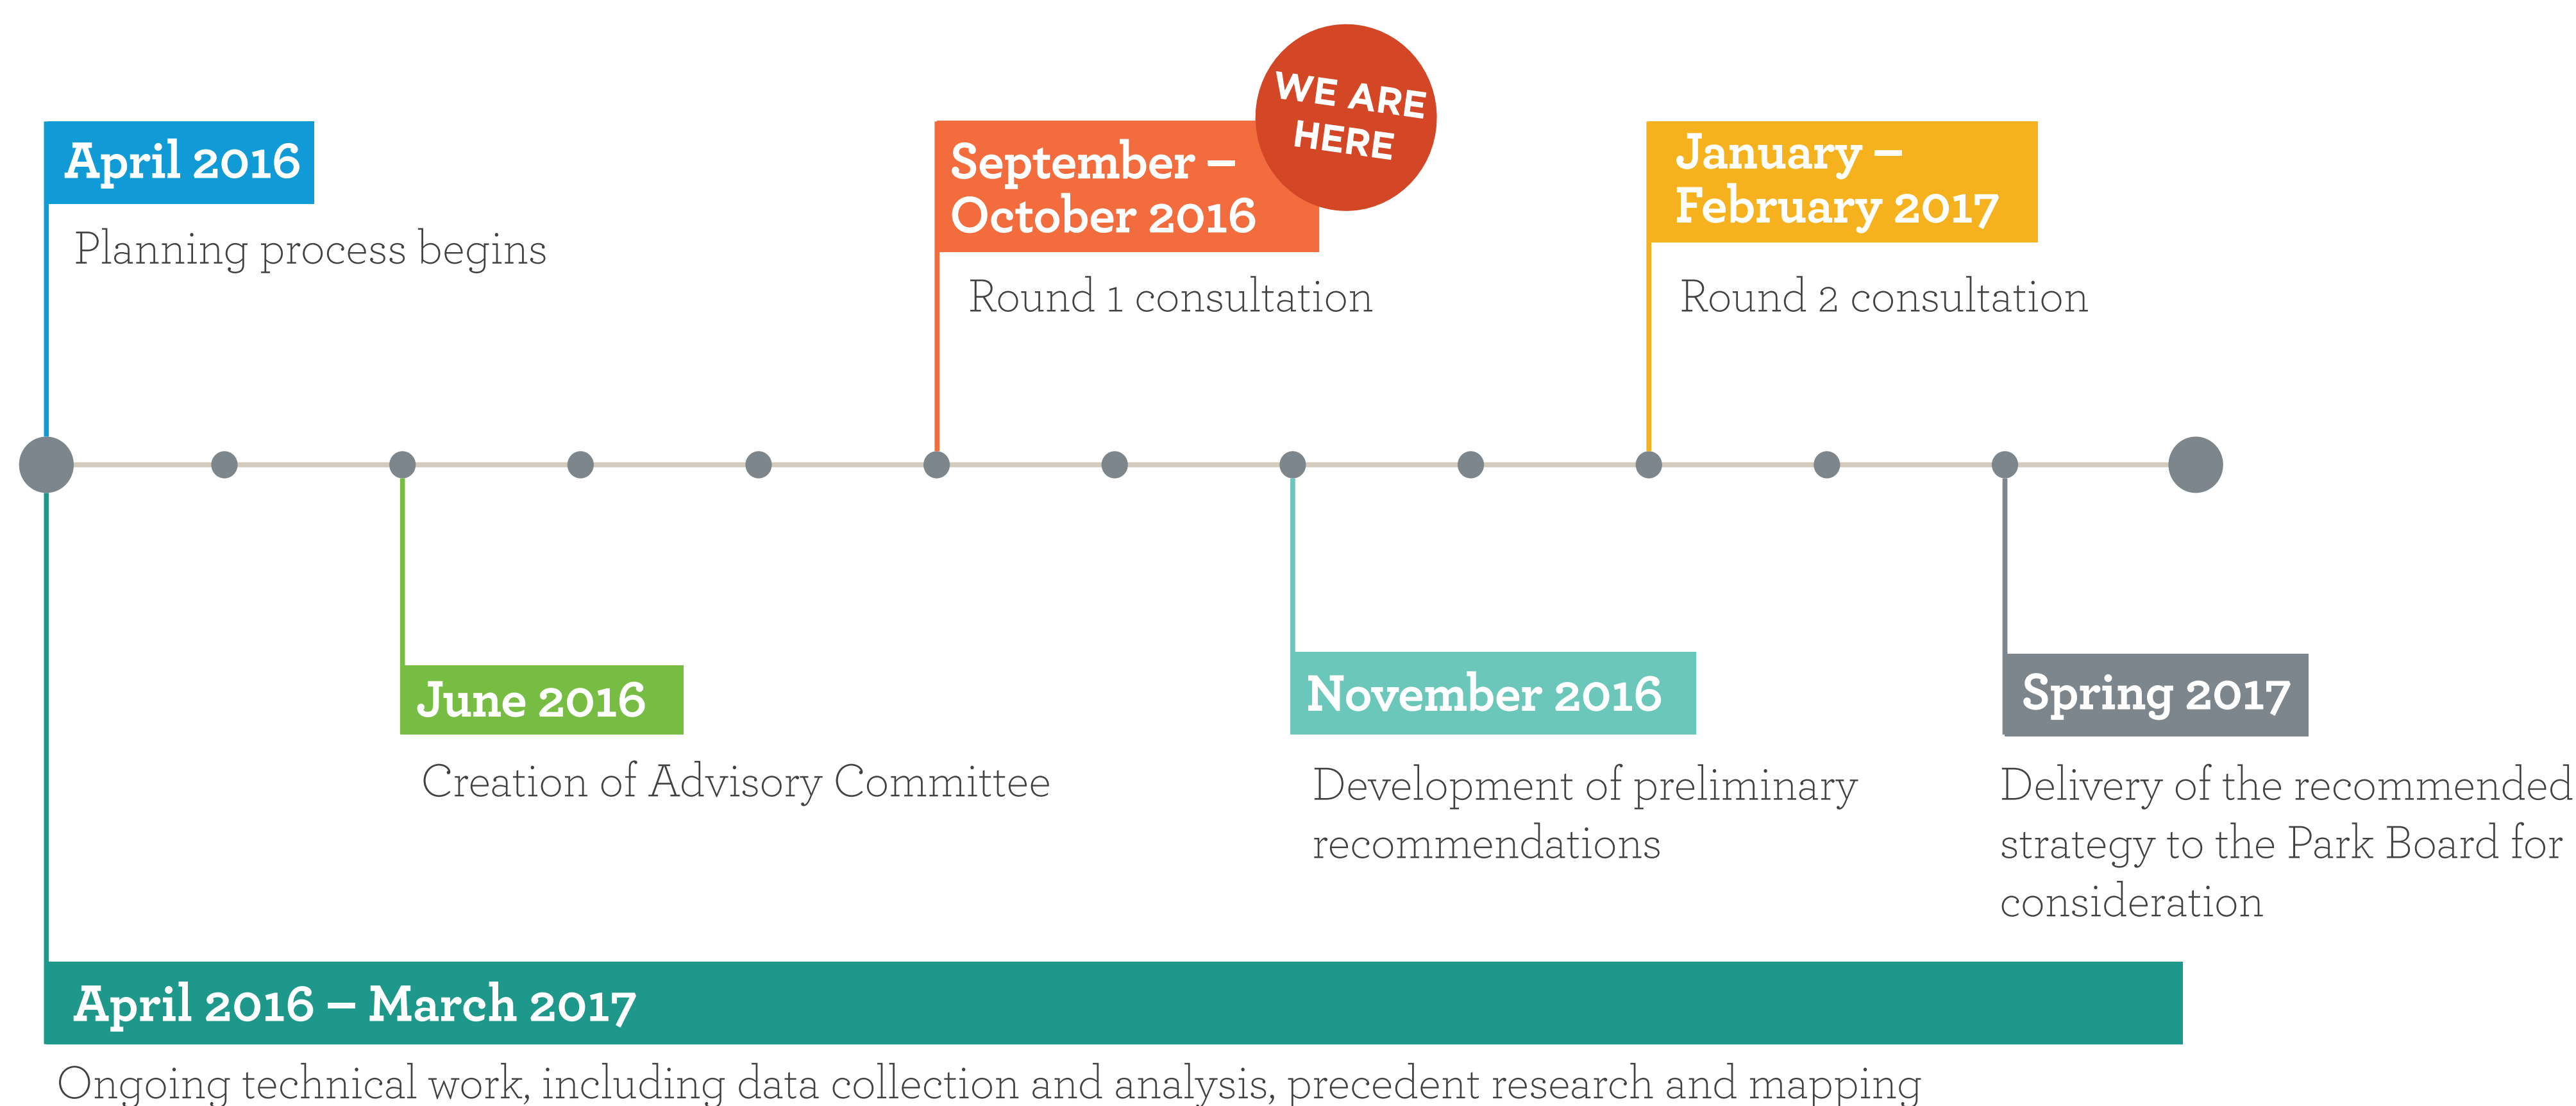 WE ARE
HERE
April 2016
Planning process begins
September –
October 2016
Round 1 consultation
January –
February 2017
Round 2 consultation
June 2016
Creation of Advisory Committee
November 2016
Development of preliminary
recommendations
Spring 2017
Delivery of the recommended
strategy to the Park Board for
consideration
April 2016 – March 2017
Ongoing technical work, including data collection and analysis, precedent research and mapping